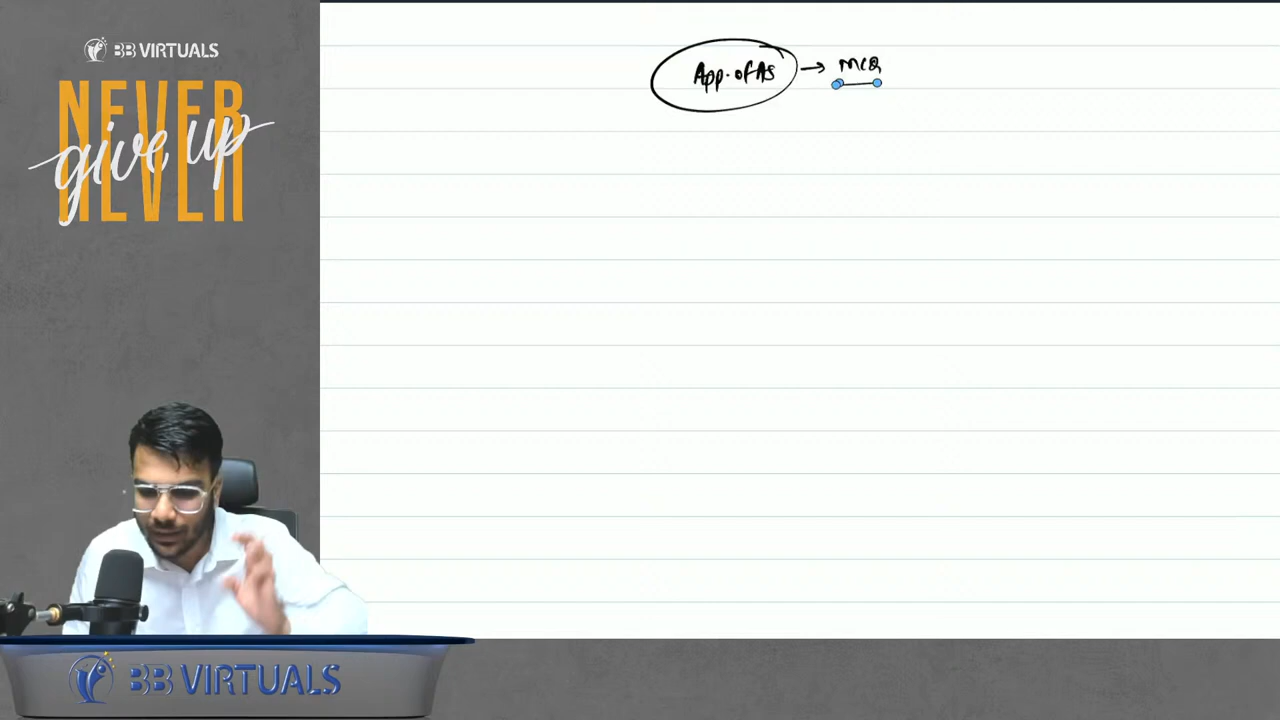 BB VIRTUALS
NEVER
give up
NEVER
App. of As → MCQ
BB VIRTUALS